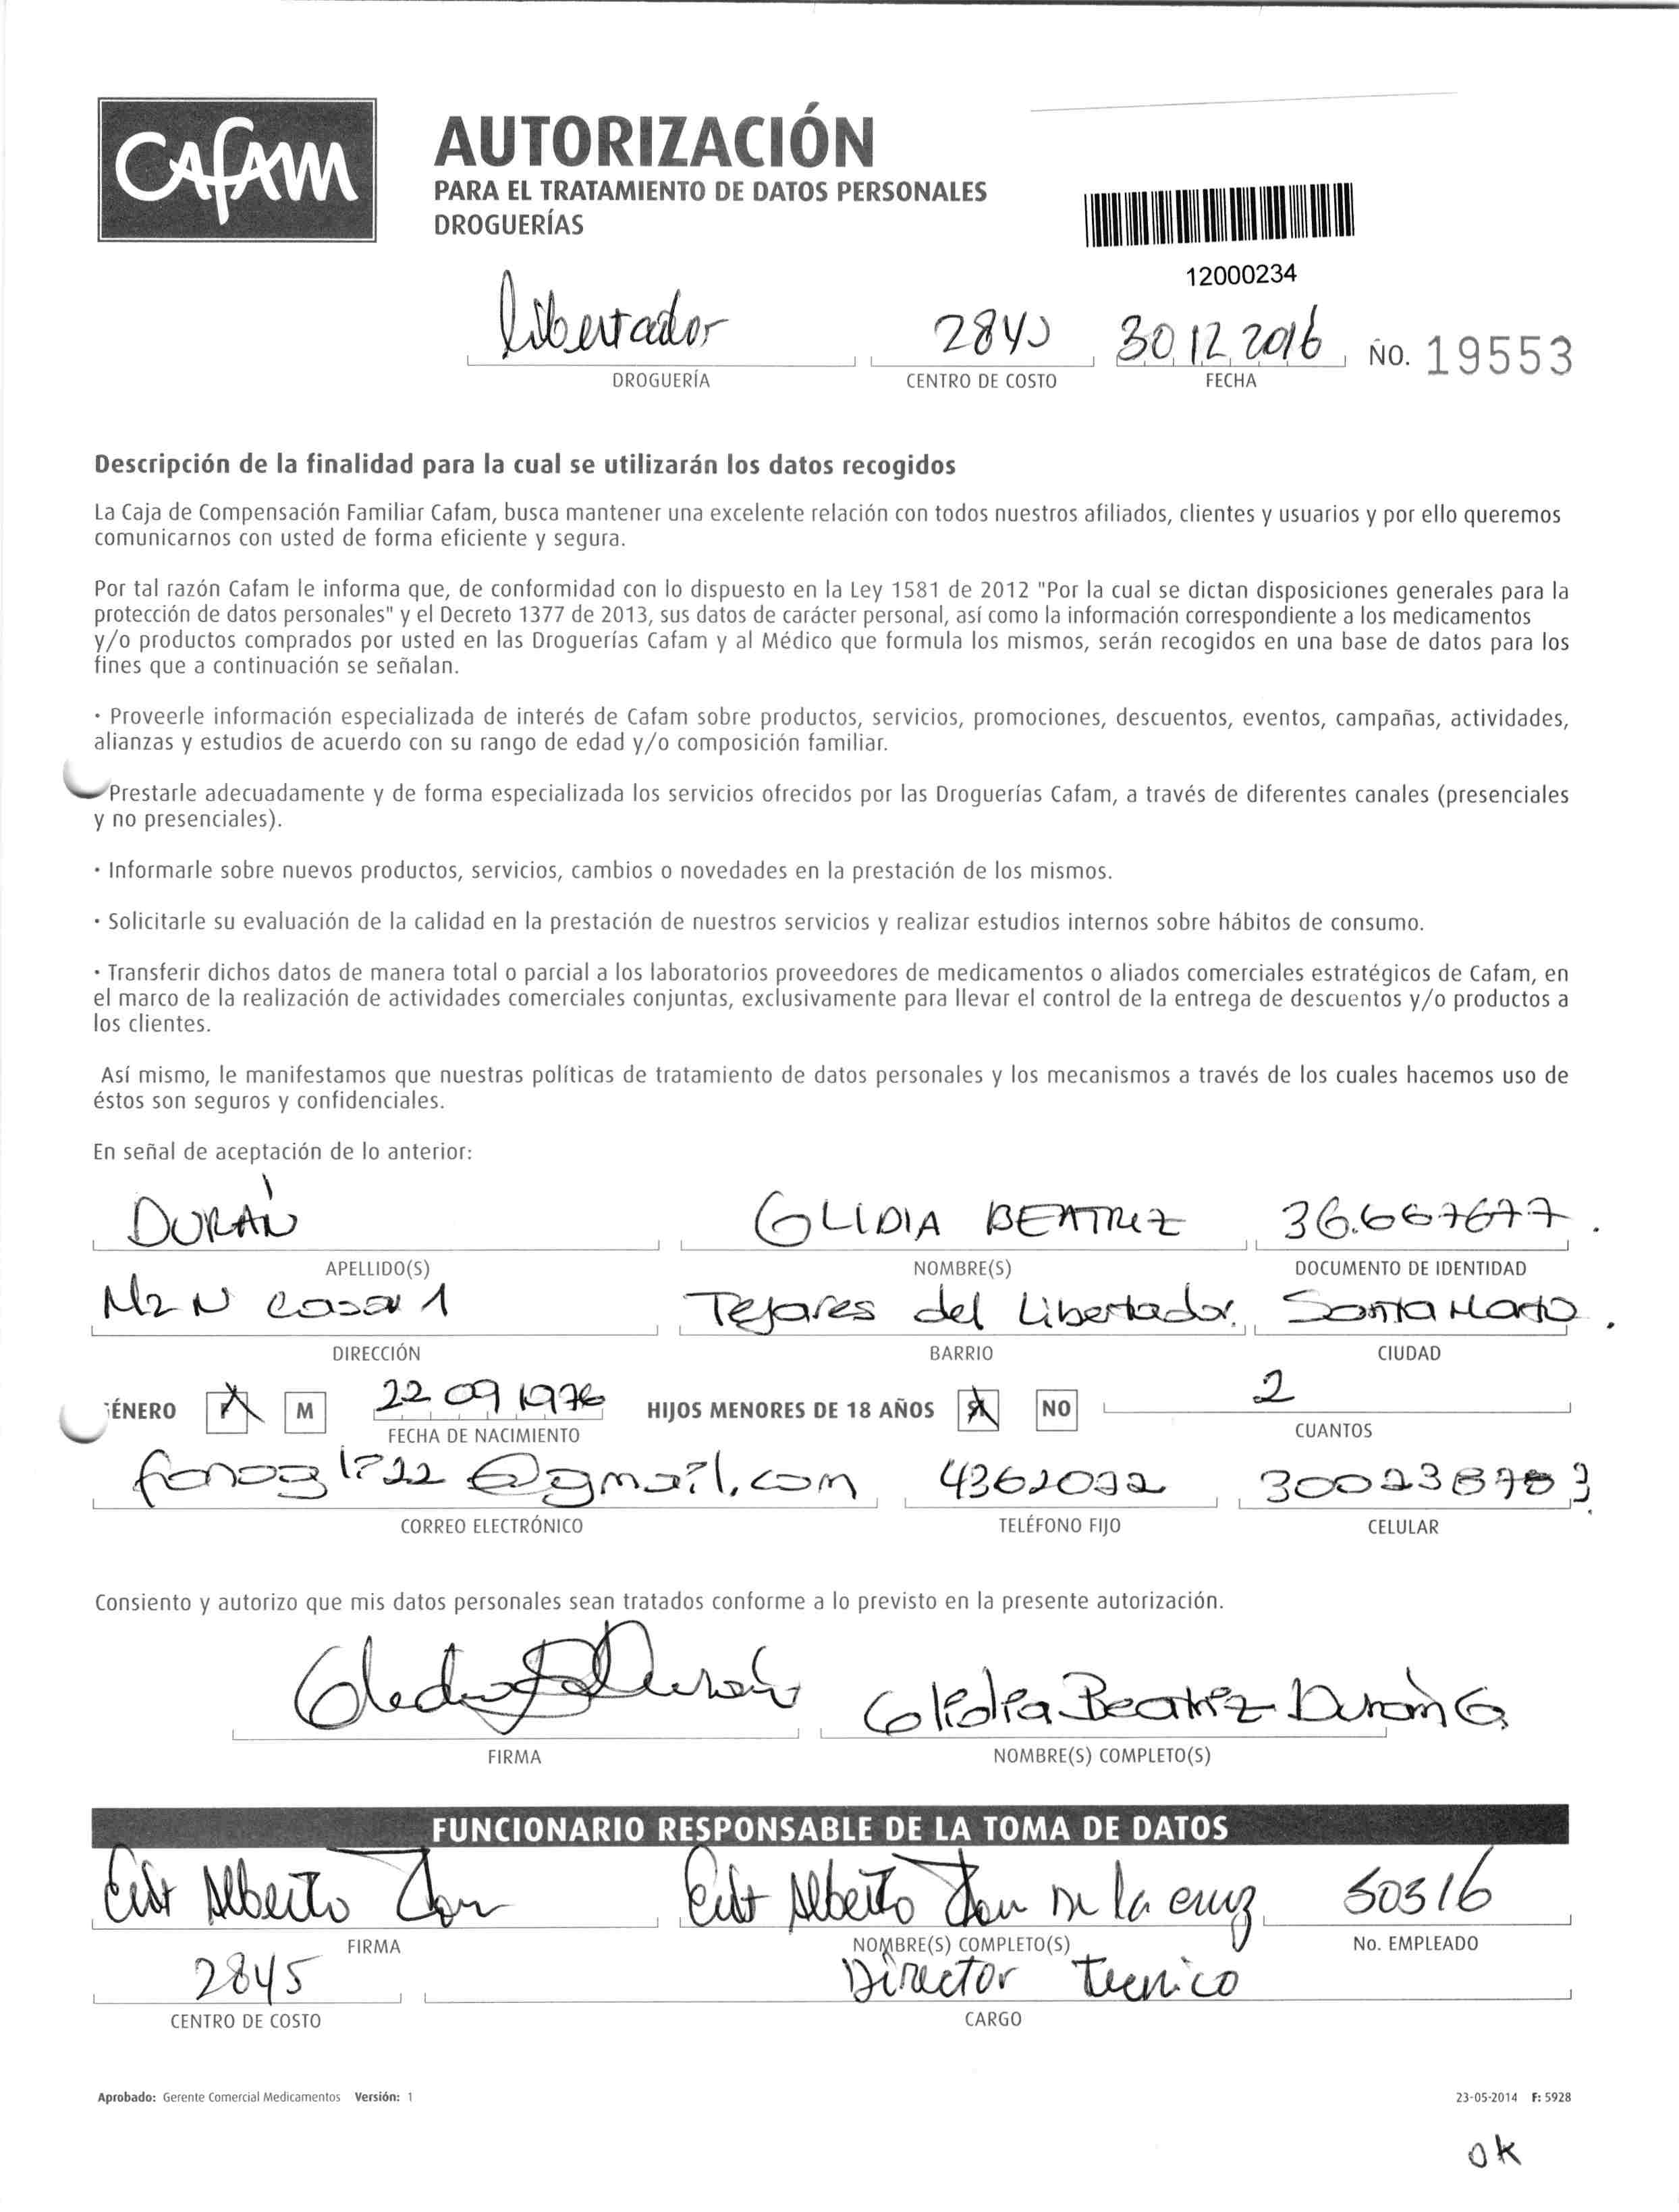 Cafam
AUTORIZACIÓN
PARA EL TRATAMIENTO DE DATOS PERSONALES
DROGUERÍAS
12000234
libertador 2845 30 12 2016 No. 19553
DROGUERÍA CENTRO DE COSTO FECHA
Descripción de la finalidad para la cual se utilizarán los datos recogidos
La Caja de Compensación Familiar Cafam, busca mantener una excelente relación con todos nuestros afiliados, clientes y usuarios y por ello queremos
comunicarnos con usted de forma eficiente y segura.
Por tal razón Cafam le informa que, de conformidad con lo dispuesto en la Ley 1581 de 2012 "Por la cual se dictan disposiciones generales para la
protección de datos personales" y el Decreto 1377 de 2013, sus datos de carácter personal, así como la información correspondiente a los medicamentos
y/o productos comprados por usted en las Droguerías Cafam y al Médico que formula los mismos, serán recogidos en una base de datos para los
fines que a continuación se señalan.
· Proveerle información especializada de interés de Cafam sobre productos, servicios, promociones, descuentos, eventos, campañas, actividades,
alianzas y estudios de acuerdo con su rango de edad y/o composición familiar.
Prestarle adecuadamente y de forma especializada los servicios ofrecidos por las Droguerías Cafam, a través de diferentes canales (presenciales
y no presenciales).
· Informarle sobre nuevos productos, servicios, cambios o novedades en la prestación de los mismos.
· Solicitarle su evaluación de la calidad en la prestación de nuestros servicios y realizar estudios internos sobre hábitos de consumo.
· Transferir dichos datos de manera total o parcial a los laboratorios proveedores de medicamentos o aliados comerciales estratégicos de Cafam, en
el marco de la realización de actividades comerciales conjuntas, exclusivamente para llevar el control de la entrega de descuentos y/o productos a
los clientes.
Así mismo, le manifestamos que nuestras políticas de tratamiento de datos personales y los mecanismos a través de los cuales hacemos uso de
éstos son seguros y confidenciales.
En señal de aceptación de lo anterior:
DURÁN GLIDIA BEATRIZ 36.667677.
APELLIDO(S) NOMBRE(S) DOCUMENTO DE IDENTIDAD
Mz N Casa 1 Tejares del Libertador. Santa Marta.
DIRECCIÓN BARRIO CIUDAD
ÉNERO F M 22 09 1976 HIJOS MENORES DE 18 AÑOS SI NO 2
FECHA DE NACIMIENTO CUANTOS
@gmail.com 4362032
CORREO ELECTRÓNICO TELÉFONO FIJO CELULAR
Consiento y autorizo que mis datos personales sean tratados conforme a lo previsto en la presente autorización.
Glidia Beatriz Durán G
FIRMA NOMBRE(S) COMPLETO(S)
FUNCIONARIO RESPONSABLE DE LA TOMA DE DATOS
Alberto Alberto De la cruz 50316
FIRMA NOMBRE(S) COMPLETO(S) No. EMPLEADO
2845 Director tecnico
CENTRO DE COSTO CARGO
Aprobado: Gerente Comercial Medicamentos Versión: 1 23-05-2014 F: 5928
ok